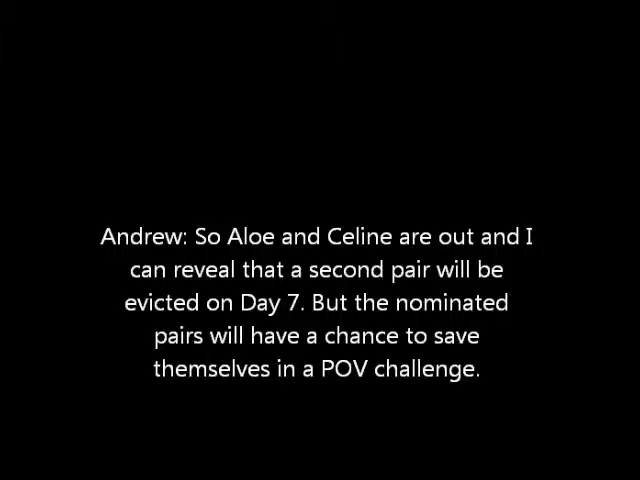 Andrew: So Aloe and Celine are out and I
can reveal that a second pair will be
evicted on Day 7. But the nominated
pairs will have a chance to save
themselves in a POV challenge.